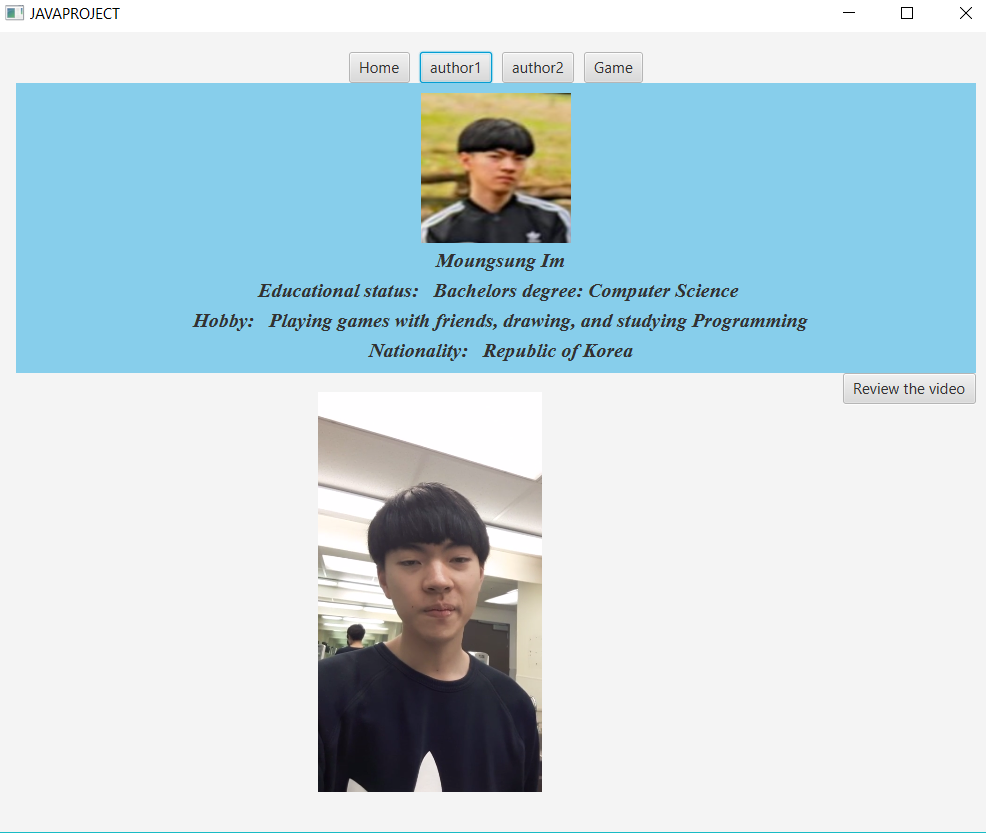 JAVAPROJECT
Home author1 author2 Game
Moungsung Im
Educational status: Bachelors degree: Computer Science
Hobby: Playing games with friends, drawing, and studying Programming
Nationality: Republic of Korea
Review the video